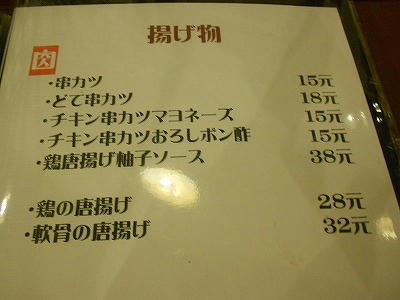 揚げ物
肉
・串カツ 15元
・どて串カツ 18元
・チキン串カツマヨネーズ 15元
・チキン串カツおろしポン酢 15元
・鶏唐揚げ柚子ソース 38元
・鶏の唐揚げ 28元
・軟骨の唐揚げ 32元